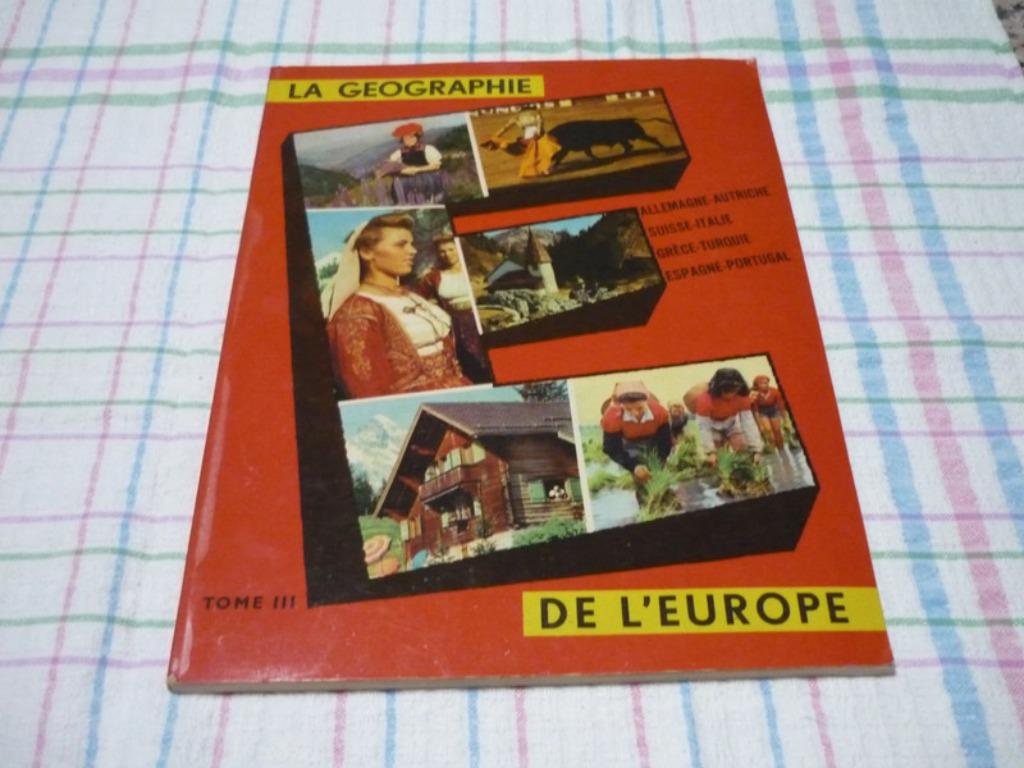 LA GEOGRAPHIE
ALLEMAGNE-AUTRICHE
SUISSE-ITALIE
GRÈCE-TURQUIE
ESPAGNE-PORTUGAL
TOME III
DE L'EUROPE